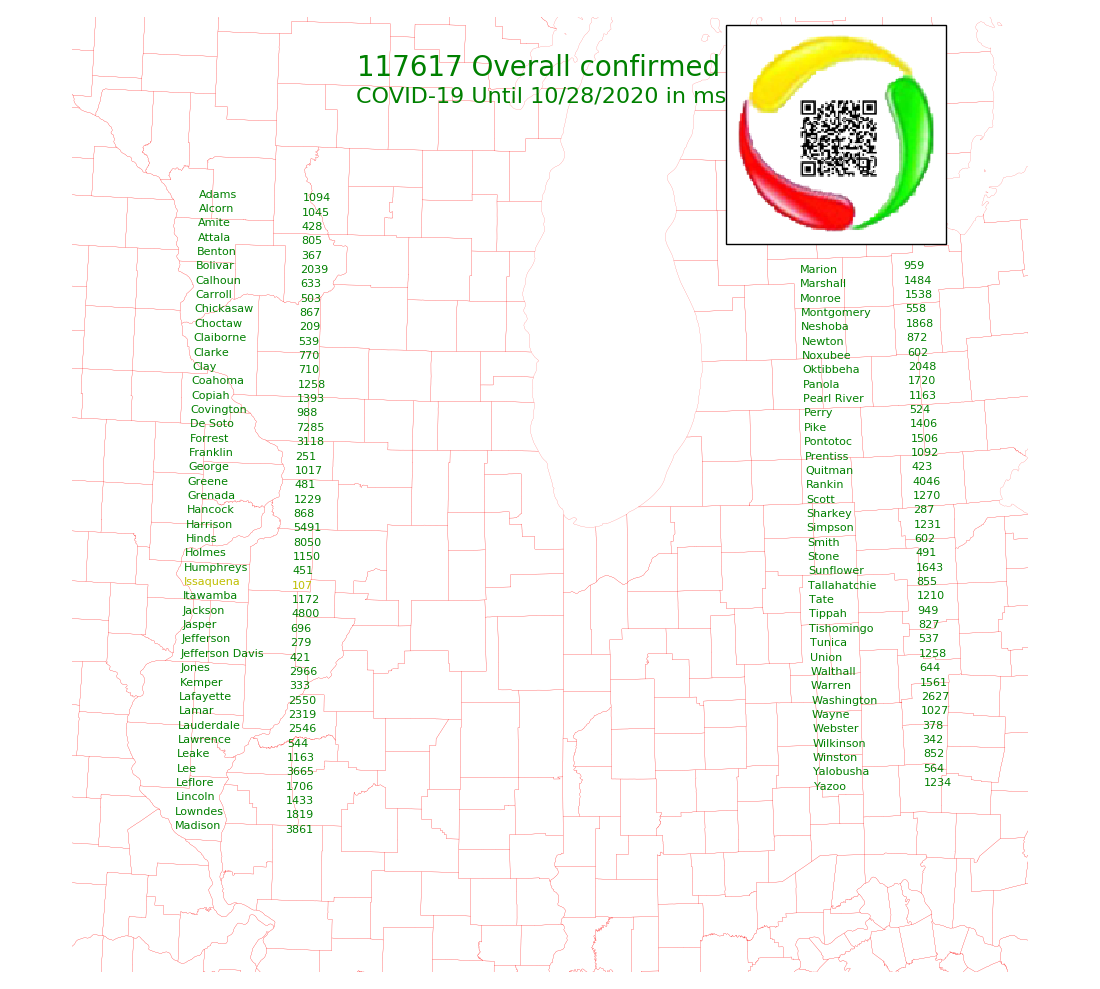 117617 Overall confirmed
COVID-19 Until 10/28/2020 in ms
Adams 1094
Alcorn 1045
Amite 428
Attala 805
Benton 367
Bolivar 2039
Calhoun 633
Carroll 503
Chickasaw 867
Choctaw 209
Claiborne 539
Clarke 770
Clay 710
Coahoma 1258
Copiah 1393
Covington 988
De Soto 7285
Forrest 3118
Franklin 251
George 1017
Greene 481
Grenada 1229
Hancock 868
Harrison 5491
Hinds 8050
Holmes 1150
Humphreys 451
Issaquena 107
Itawamba 1172
Jackson 4800
Jasper 696
Jefferson 279
Jefferson Davis 421
Jones 2966
Kemper 333
Lafayette 2550
Lamar 2319
Lauderdale 2546
Lawrence 544
Leake 1163
Lee 3665
Leflore 1706
Lincoln 1433
Lowndes 1819
Madison 3861
Marion 959
Marshall 1484
Monroe 1538
Montgomery 558
Neshoba 1868
Newton 872
Noxubee 602
Oktibbeha 2048
Panola 1720
Pearl River 1163
Perry 524
Pike 1406
Pontotoc 1506
Prentiss 1092
Quitman 423
Rankin 4046
Scott 1270
Sharkey 287
Simpson 1231
Smith 602
Stone 491
Sunflower 1643
Tallahatchie 855
Tate 1210
Tippah 949
Tishomingo 827
Tunica 537
Union 1258
Walthall 644
Warren 1561
Washington 2627
Wayne 1027
Webster 378
Wilkinson 342
Winston 852
Yalobusha 564
Yazoo 1234